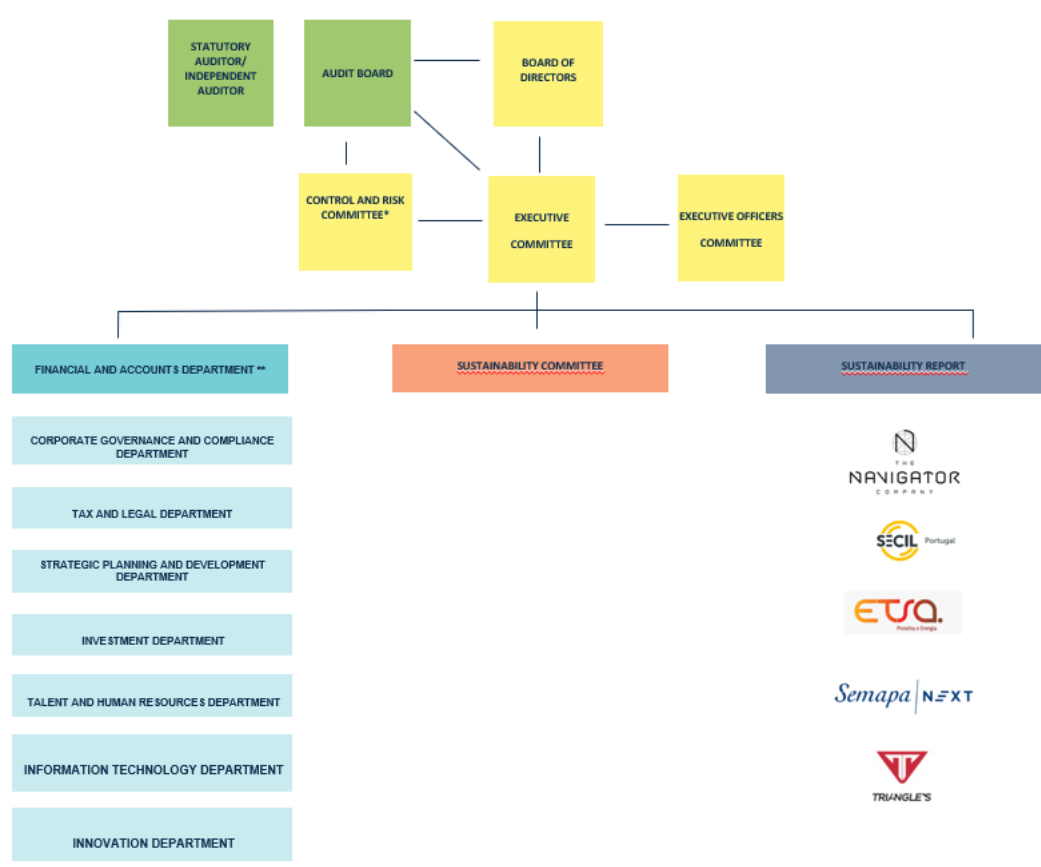 STATUTORY
AUDITOR/
INDEPENDENT
AUDITOR
AUDIT BOARD
BOARD OF
DIRECTORS
CONTROL AND RISK
COMMITTEE*
EXECUTIVE
COMMITTEE
EXECUTIVE OFFICERS
COMMITTEE
FINANCIAL AND ACCOUNTS DEPARTMENT **
SUSTAINABILITY COMMITTEE
SUSTAINABILITY REPORT
CORPORATE GOVERNANCE AND COMPLIANCE
DEPARTMENT
TAX AND LEGAL DEPARTMENT
STRATEGIC PLANNING AND DEVELOPMENT
DEPARTMENT
INVESTMENT DEPARTMENT
TALENT AND HUMAN RESOURCES DEPARTMENT
INFORMATION TECHNOLOGY DEPARTMENT
INNOVATION DEPARTMENT
N
THE
NAVIGATOR
COMPANY
SECIL Portugal
ETSA.
Proteína e Energia
Semapa NEXT
TRIANGLE'S